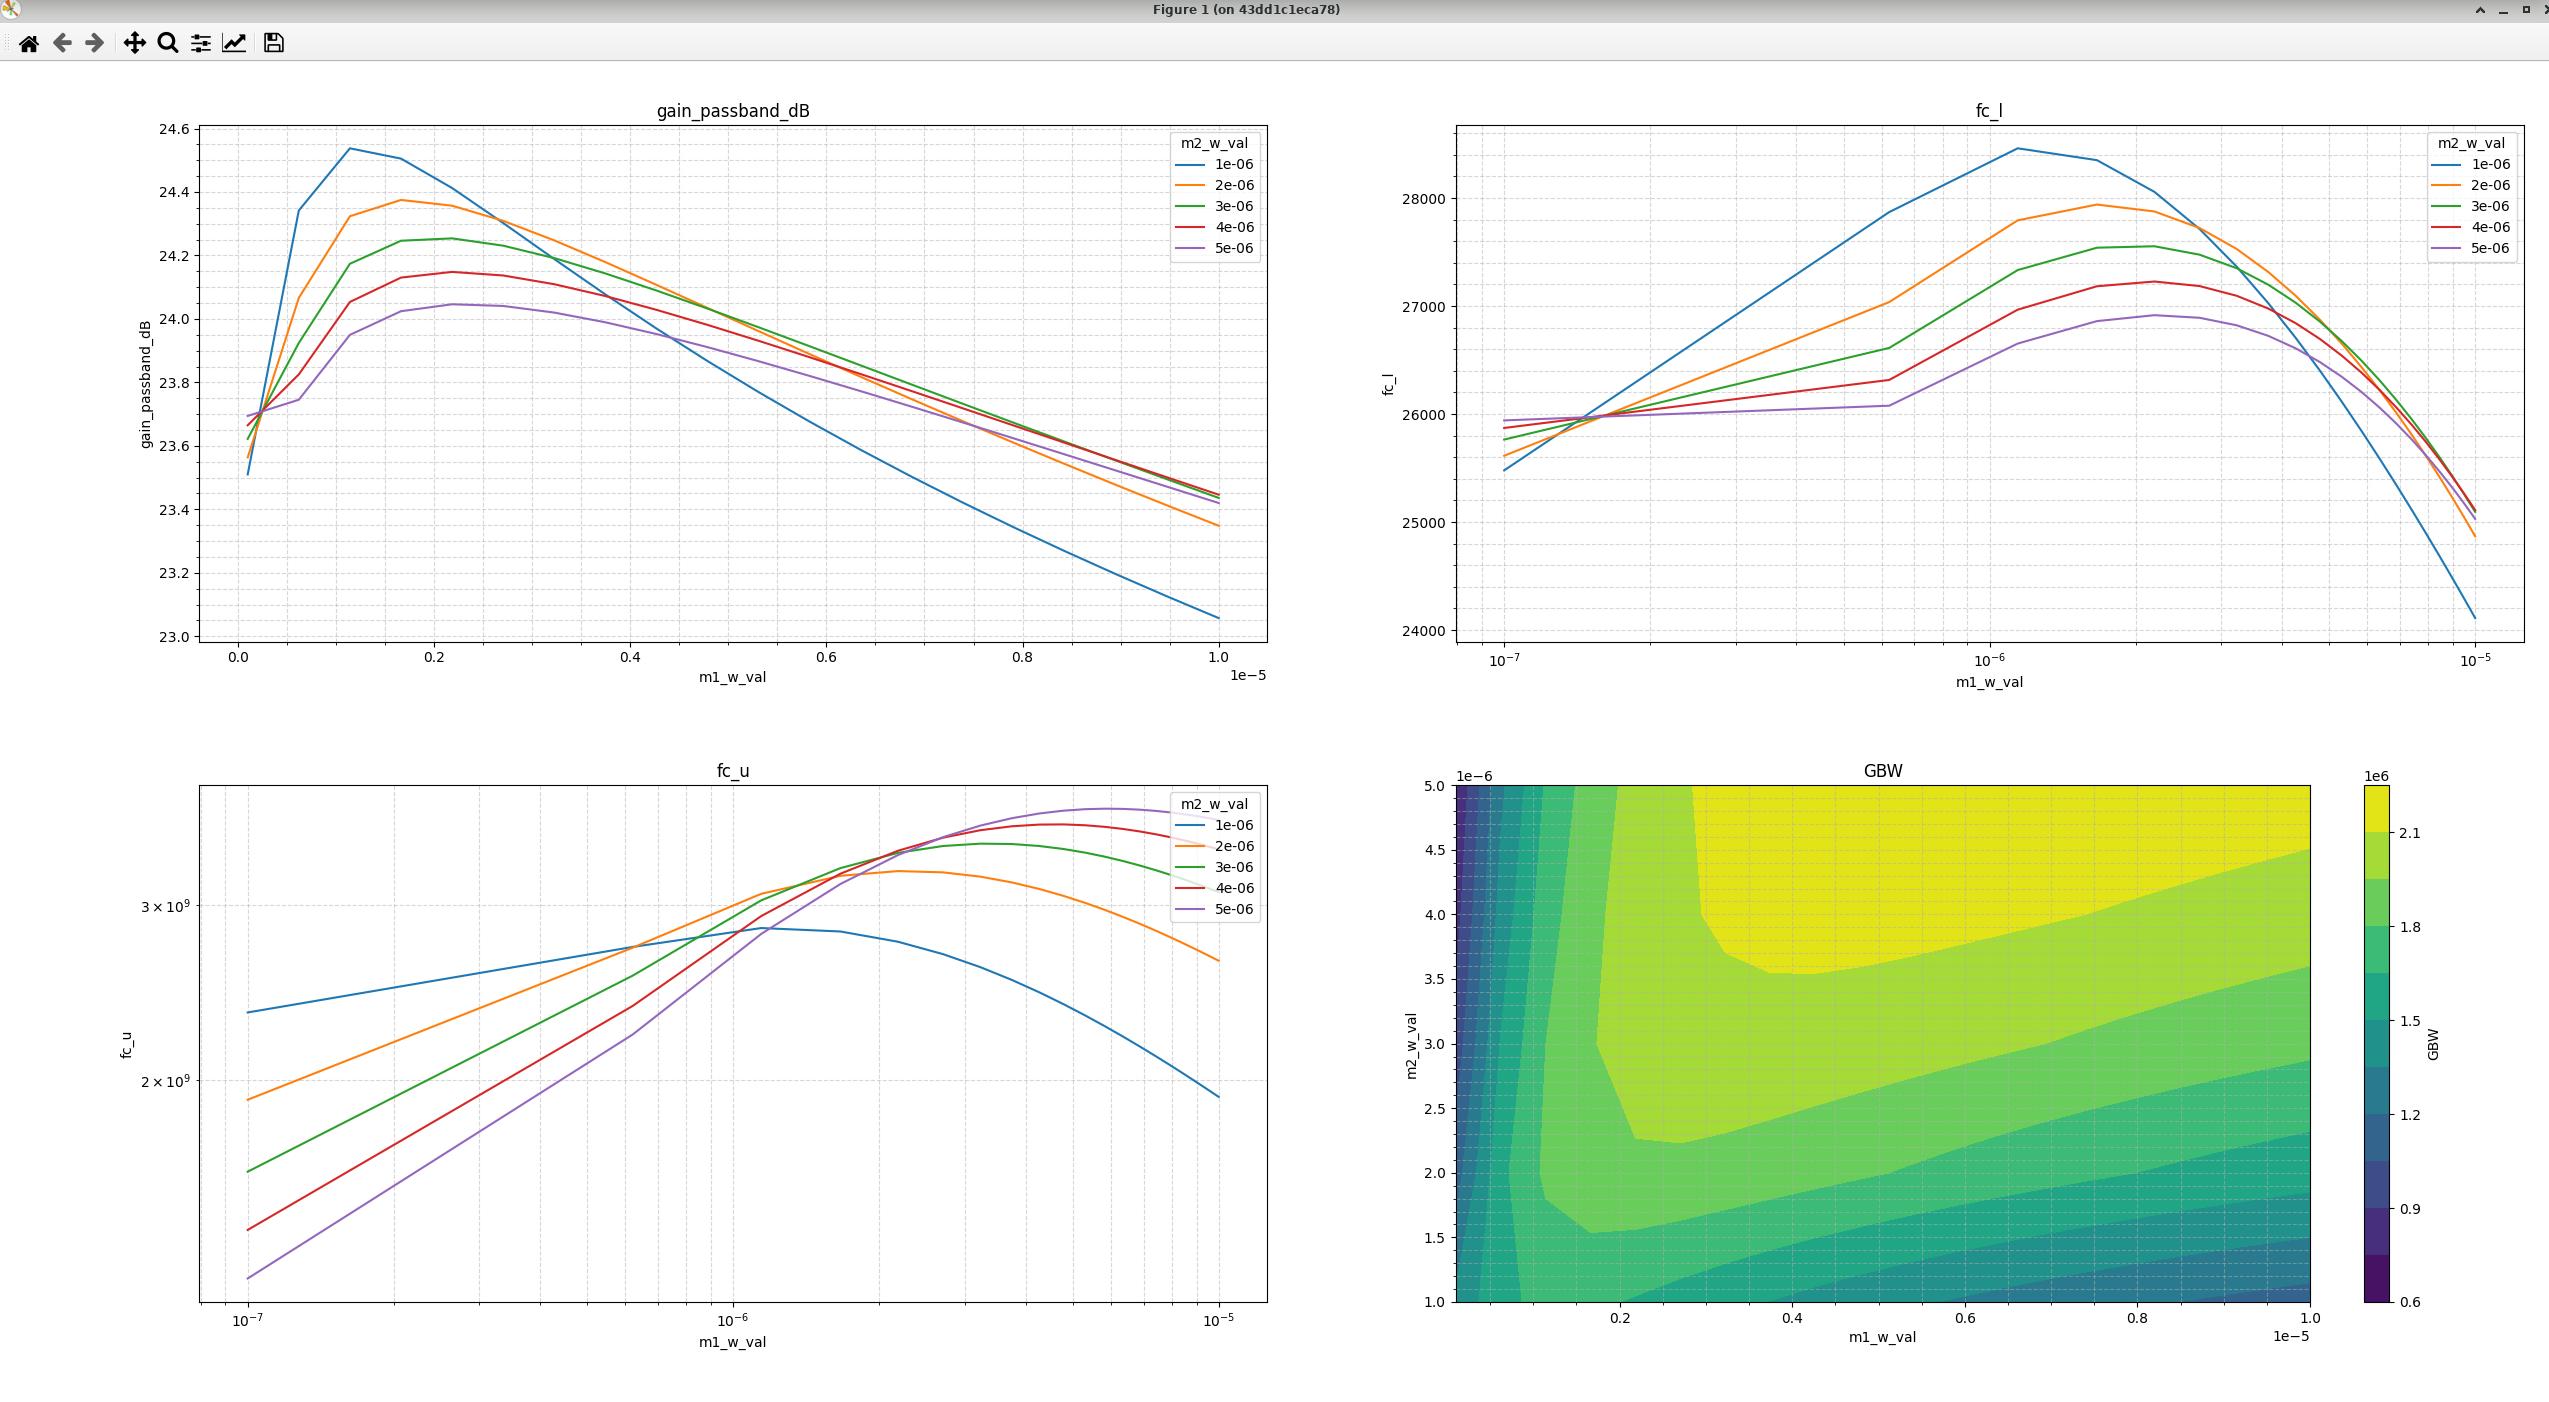 Figure 1 (on 43dd1c1eca78)
gain_passband_dB
24.6
24.4
24.2
24.0
23.8
23.6
23.4
23.2
23.0
gain_passband_dB
m2_w_val
1e-06
2e-06
3e-06
4e-06
5e-06
0.0 0.2 0.4 0.6 0.8 1.0
1e−5
m1_w_val
fc_l
28000
27000
26000
25000
24000
fc_l
m2_w_val
1e-06
2e-06
3e-06
4e-06
5e-06
10⁻⁷ 10⁻⁶ 10⁻⁵
m1_w_val
fc_u
3 × 10⁹
2 × 10⁹
fc_u
m2_w_val
1e-06
2e-06
3e-06
4e-06
5e-06
10⁻⁷ 10⁻⁶ 10⁻⁵
m1_w_val
GBW
1e−6
5.0
4.5
4.0
3.5
3.0
2.5
2.0
1.5
1.0
m2_w_val
0.2 0.4 0.6 0.8 1.0
1e−5
m1_w_val
1e6
2.1
1.8
1.5
1.2
0.9
0.6
GBW